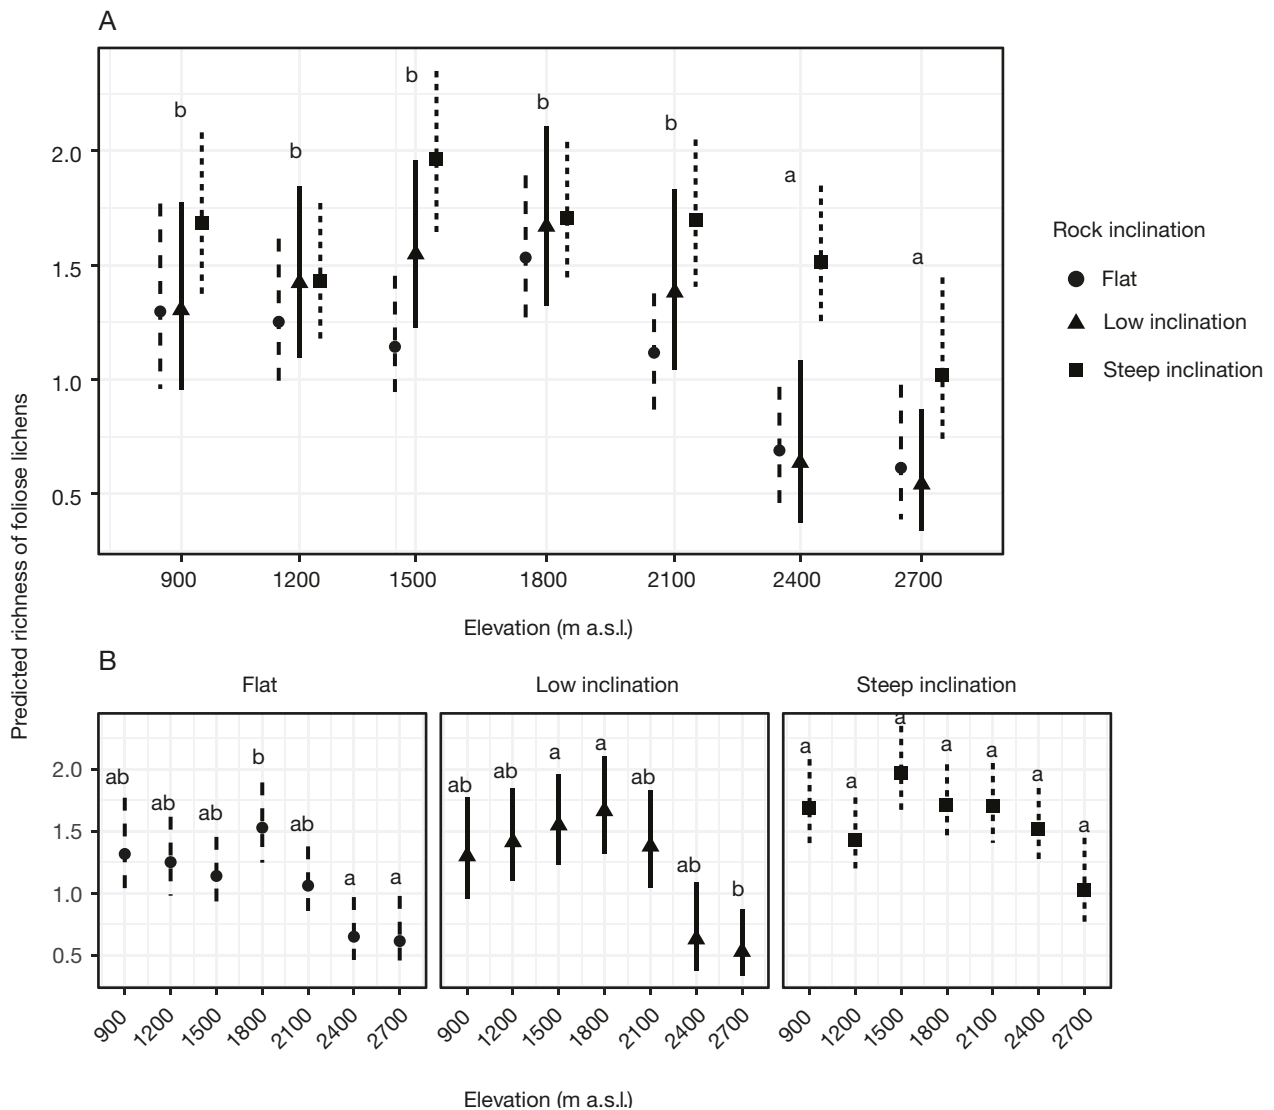 A
b
b
b
b
b
a
a
2.0
1.5
1.0
0.5
900 1200 1500 1800 2100 2400 2700
Elevation (m a.s.l.)
Predicted richness of foliose lichens
Rock inclination
Flat
Low inclination
Steep inclination
B
Flat
ab ab ab b ab a a
2.0
1.5
1.0
0.5
900 1200 1500 1800 2100 2400 2700
Low inclination
ab ab a a ab ab b
900 1200 1500 1800 2100 2400 2700
Steep inclination
a a a a a a a
900 1200 1500 1800 2100 2400 2700
Elevation (m a.s.l.)